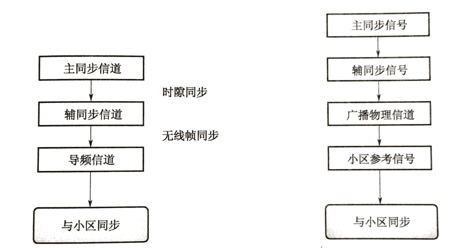 主同步信道
时隙同步
辅同步信道
无线帧同步
导频信道
与小区同步
主同步信号
辅同步信号
广播物理信道
小区参考信号
与小区同步